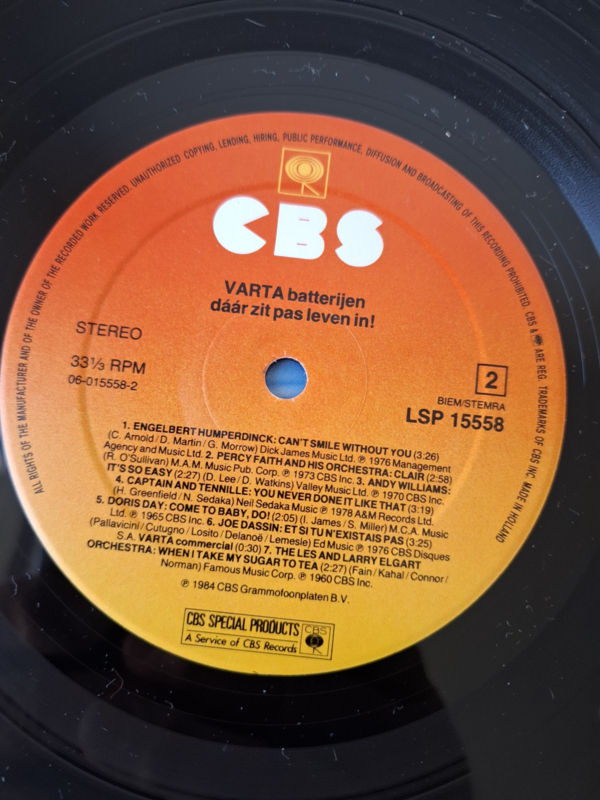 ALL RIGHTS OF THE MANUFACTURER AND OF THE OWNER OF THE RECORDED WORK RESERVED. UNAUTHORIZED COPYING, LENDING, HIRING, PUBLIC PERFORMANCE, DIFFUSION AND BROADCASTING OF THIS RECORDING PROHIBITED. CBS & ARE REG. TRADEMARKS OF CBS INC. MADE IN HOLLAND
CBS
VARTA batterijen
dáár zit pas leven in!
STEREO
33⅓ RPM
06-015558-2
2
BIEM/STEMRA
LSP 15558
1. ENGELBERT HUMPERDINCK: CAN'T SMILE WITHOUT YOU (3:26)
(C. Arnold/D. Martin/G. Morrow) Dick James Music Ltd. ℗ 1976 Management
Agency and Music Ltd. 2. PERCY FAITH AND HIS ORCHESTRA: CLAIR (2:58)
(R. O'Sullivan) M.A.M. Music Pub. Corp. ℗ 1973 CBS Inc. 3. ANDY WILLIAMS:
IT'S SO EASY (2:27) (D. Lee/D. Watkins) Valley Music Ltd. ℗ 1970 CBS Inc.
4. CAPTAIN AND TENNILLE: YOU NEVER DONE IT LIKE THAT (3:19)
(H. Greenfield/N. Sedaka) Neil Sedaka Music ℗ 1978 A&M Records Ltd.
5. DORIS DAY: COME TO BABY, DO! (2:05) (I. James/S. Miller) M.C.A. Music
Ltd. ℗ 1965 CBS Inc. 6. JOE DASSIN: ET SI TU N'EXISTAIS PAS (3:25)
(Pallavicini/Cutugno/Losito/Delanoë/Lemesle) Ed Music ℗ 1976 CBS Disques
S.A. VARTA commercial (0:30) 7. THE LES AND LARRY ELGART
ORCHESTRA: WHEN I TAKE MY SUGAR TO TEA (2:27) (Fain/Kahal/Connor/
Norman) Famous Music Corp. ℗ 1960 CBS Inc.
℗ 1984 CBS Grammofoonplaten B.V.
CBS SPECIAL PRODUCTS
A Service of CBS Records
CBS